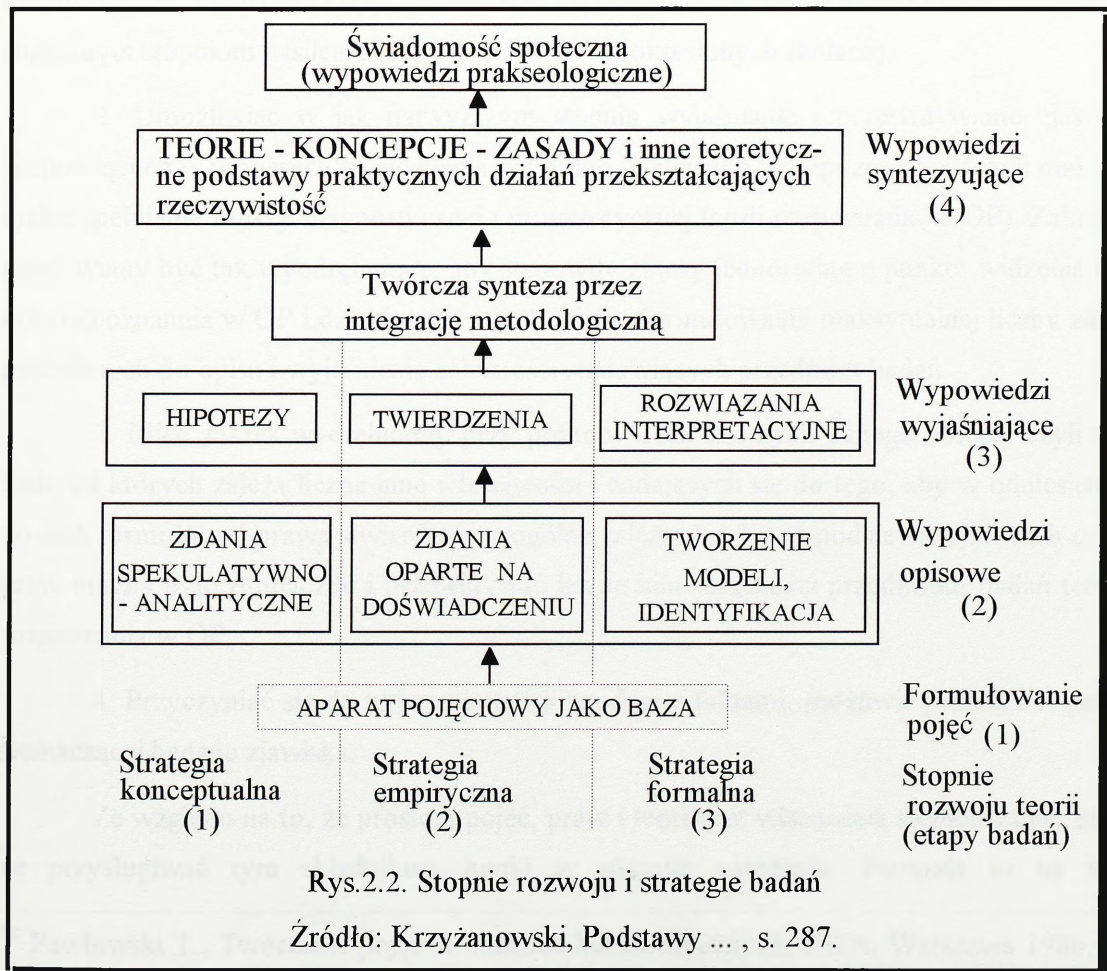 Świadomość społeczna
(wypowiedzi prakseologiczne)
TEORIE - KONCEPCJE - ZASADY i inne teoretycz-
ne podstawy praktycznych działań przekształcających
rzeczywistość
Wypowiedzi
syntezyujące
(4)
Twórcza synteza przez
integrację metodologiczną
HIPOTEZY
TWIERDZENIA
ROZWIĄZANIA
INTERPRETACYJNE
Wypowiedzi
wyjaśniające
(3)
ZDANIA
SPEKULATYWNO
- ANALITYCZNE
ZDANIA
OPARTE NA
DOŚWIADCZENIU
TWORZENIE
MODELI.
IDENTYFIKACJA
Wypowiedzi
opisowe
(2)
APARAT POJĘCIOWY JAKO BAZA
Formułowanie
pojęć (1)
Strategia
konceptualna
(1)
Strategia
empiryczna
(2)
Strategia
formalna
(3)
Stopnie
rozwoju teorii
(etapy badań)
Rys.2.2. Stopnie rozwoju i strategie badań
Źródło: Krzyżanowski, Podstawy ..., s. 287.